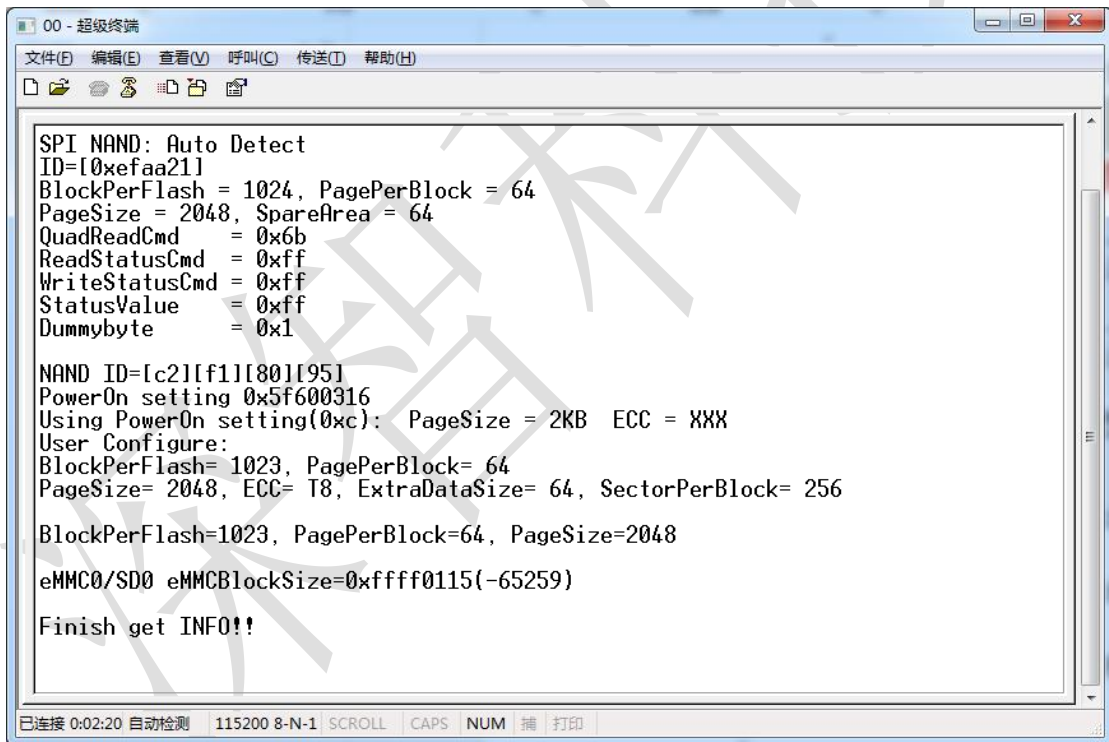 00 - 超级终端
文件(F) 编辑(E) 查看(V) 呼叫(C) 传送(T) 帮助(H)
SPI NAND: Auto Detect
ID=[0xefaa21]
BlockPerFlash = 1024, PagePerBlock = 64
PageSize = 2048, SpareArea = 64
QuadReadCmd = 0x6b
ReadStatusCmd = 0xff
WriteStatusCmd = 0xff
StatusValue = 0xff
Dummybyte = 0x1
NAND ID=[c2][f1][80][95]
PowerOn setting 0x5f600316
Using PowerOn setting(0xc): PageSize = 2KB ECC = XXX
User Configure:
BlockPerFlash= 1023, PagePerBlock= 64
PageSize= 2048, ECC= T8, ExtraDataSize= 64, SectorPerBlock= 256
BlockPerFlash=1023, PagePerBlock=64, PageSize=2048
eMMC0/SD0 eMMCBlockSize=0xffff0115(-65259)
Finish get INFO!!
已连接 0:02:20 自动检测 115200 8-N-1 SCROLL CAPS NUM 捕 打印